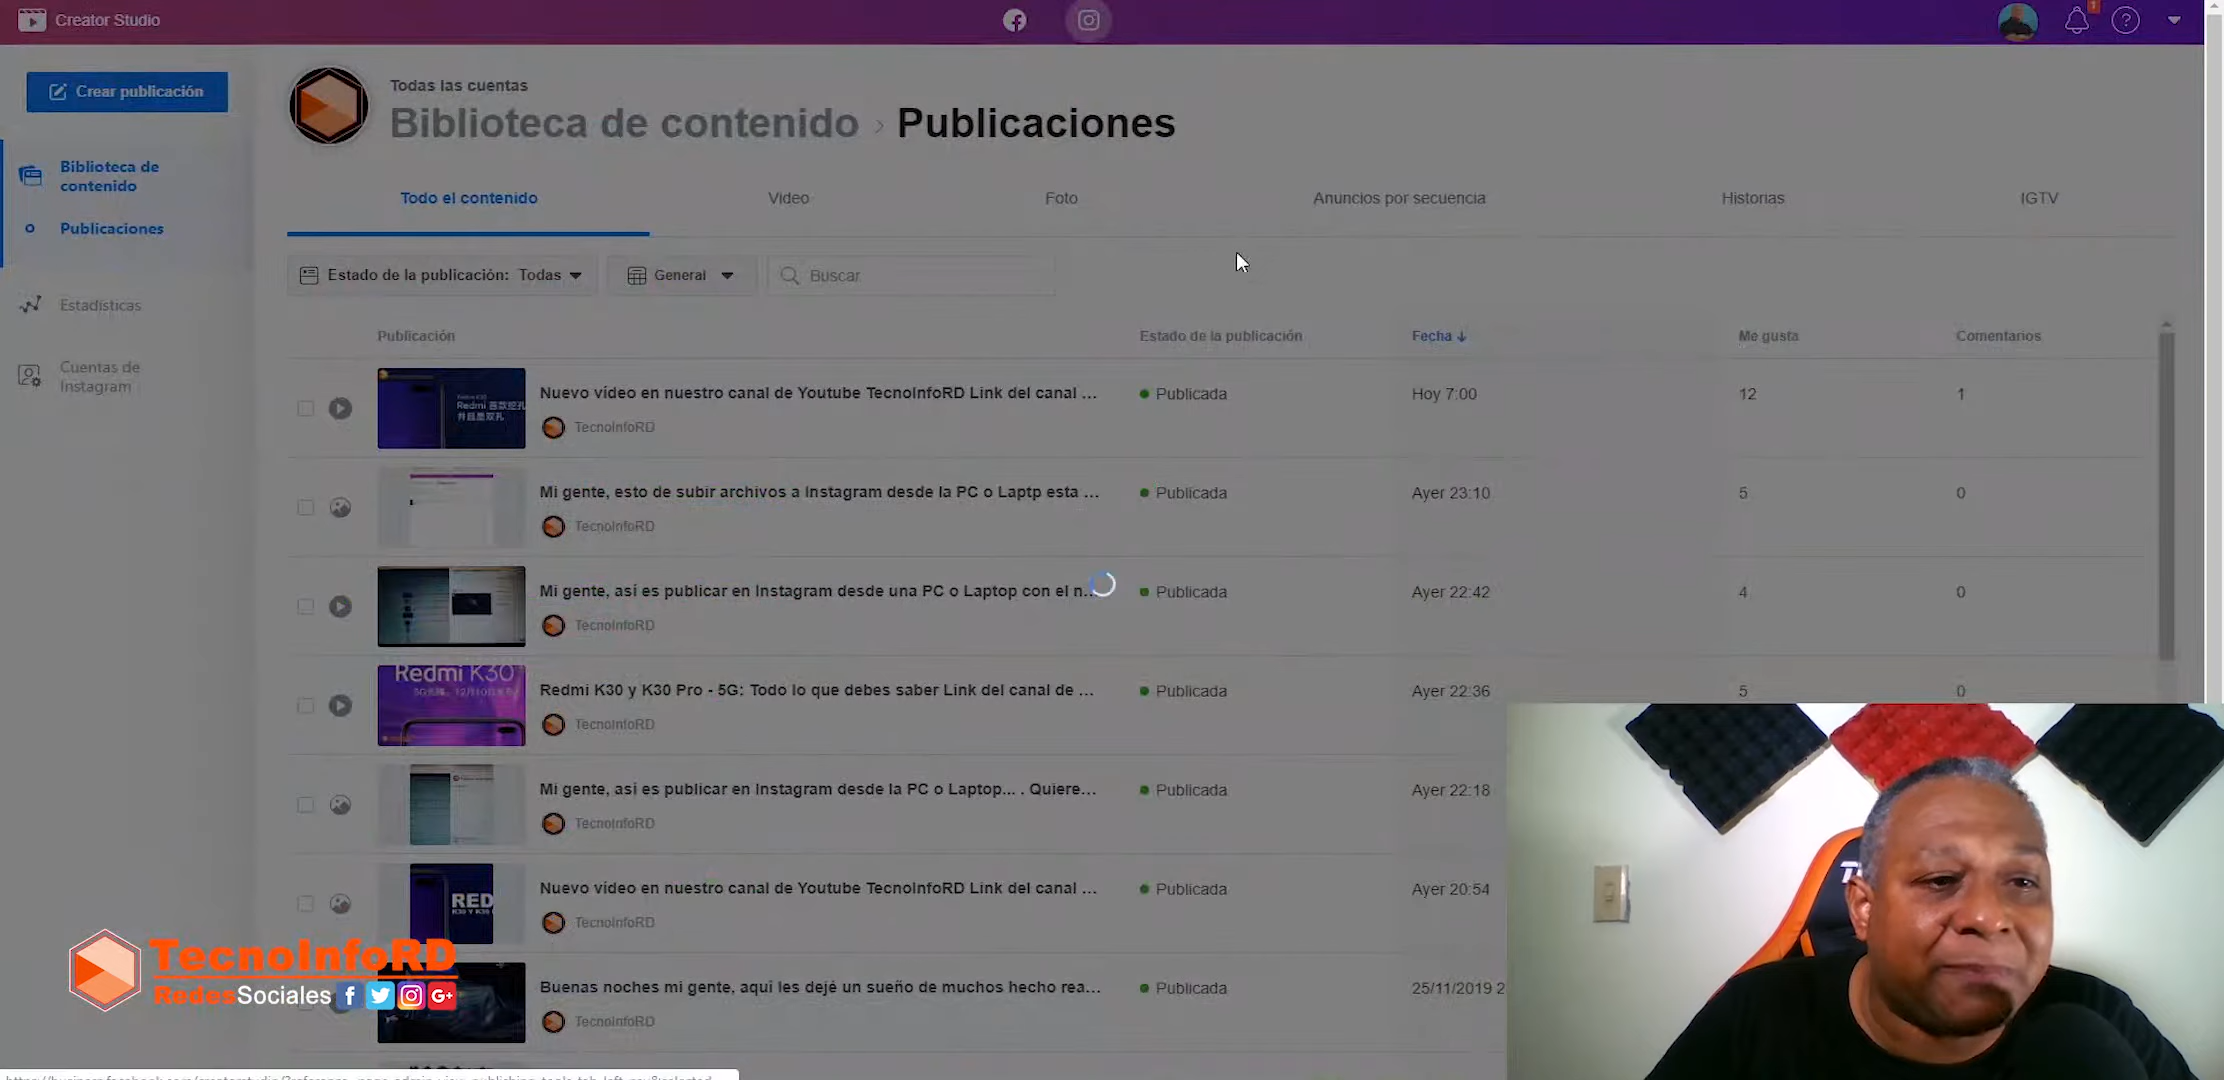 Creator Studio
1
Crear publicación
Todas las cuentas
Biblioteca de contenido › Publicaciones
Biblioteca de
contenido
Publicaciones
Estadísticas
Cuentas de
Instagram
Todo el contenido Video Foto Anuncios por secuencia Historias IGTV
Estado de la publicación: Todas General Buscar
Publicación Estado de la publicación Fecha ↓ Me gusta Comentarios
Nuevo vídeo en nuestro canal de Youtube TecnoInfoRD Link del canal ... Publicada Hoy 7:00 12 1
TecnoInfoRD
Mi gente, esto de subir archivos a Instagram desde la PC o Laptp esta ... Publicada Ayer 23:10 5 0
TecnoInfoRD
Mi gente, así es publicar en Instagram desde una PC o Laptop con el n... Publicada Ayer 22:42 4 0
TecnoInfoRD
Redmi K30
Redmi K30 y K30 Pro - 5G: Todo lo que debes saber Link del canal de ... Publicada Ayer 22:36 5 0
TecnoInfoRD
Mi gente, asi es publicar en Instagram desde la PC o Laptop... . Quiere... Publicada Ayer 22:18
TecnoInfoRD
RED
Nuevo vídeo en nuestro canal de Youtube TecnoInfoRD Link del canal ... Publicada Ayer 20:54
TecnoInfoRD
Buenas noches mi gente, aquí les dejé un sueño de muchos hecho rea... Publicada 25/11/2019 2
TecnoInfoRD
TecnoInfoRD
RedesSociales